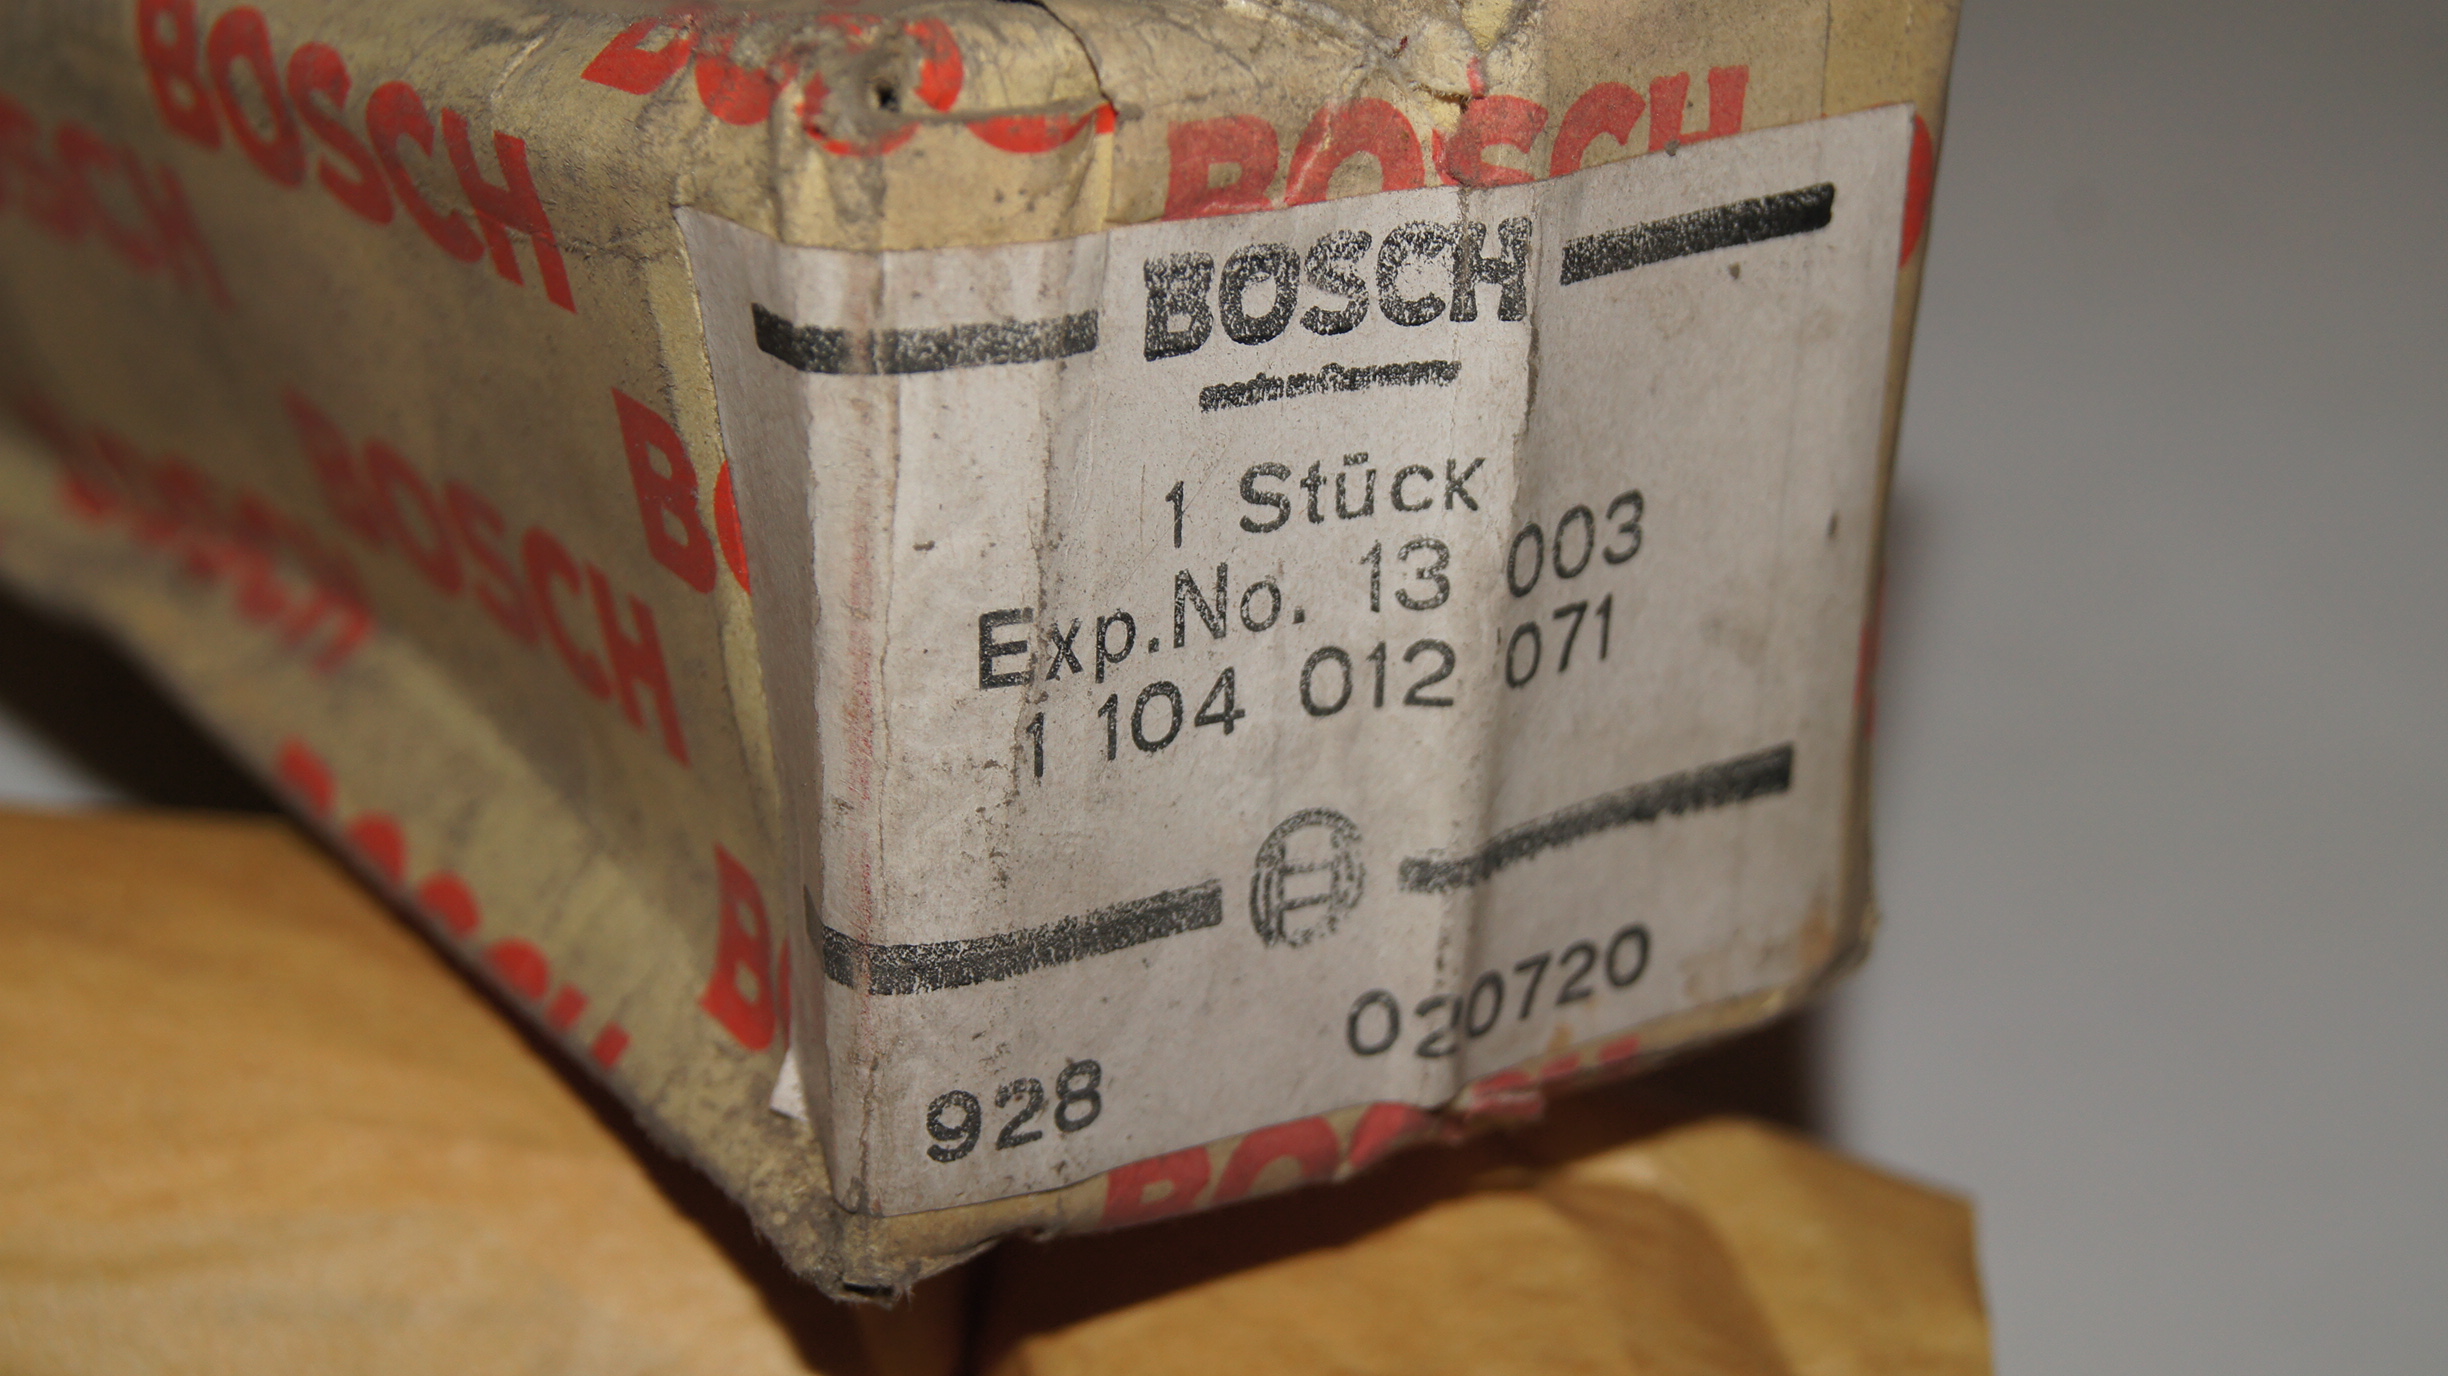 BOSCH
BOSCH
BOSCH
BOSCH
BOSCH
1 Stück
Exp.No. 13 003
1 104 012 071
928 020720